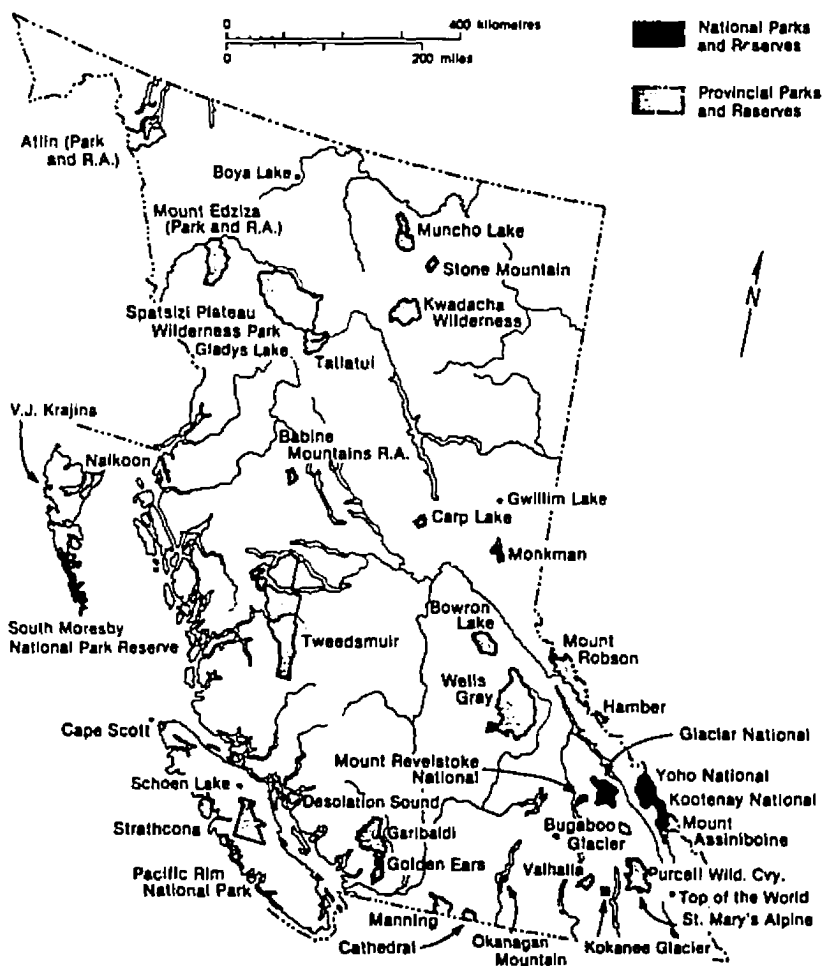 0 400 kilometres
0 200 miles
National Parks
and Reserves
Provincial Parks
and Reserves
Atlin (Park
and R.A.)
Boya Lake
Mount Edziza
(Park and R.A.)
Muncho Lake
Stone Mountain
Spatsizi Plateau
Wilderness Park
Gladys Lake
Kwadacha
Wilderness
Tatlatui
N
V.J. Krajina
Naikoon
Babine
Mountains R.A.
Gwillim Lake
Carp Lake
Monkman
South Moresby
National Park Reserve
Tweedsmuir
Bowron
Lake
Mount
Robson
Wells
Gray
Hamber
Cape Scott
Glaciar National
Mount Revelstoke
National
Yoho National
Kootenay National
Schoen Lake
Desolation Sound
Mount
Assiniboine
Strathcona
Garibaldi
Bugaboo
Glacier
Golden Ears
Pacific Rim
National Park
Valhalla
Purcell Wild. Cvy.
Top of the World
St. Mary's Alpine
Manning
Cathedral
Okanagan
Mountain
Kokanee Glacier